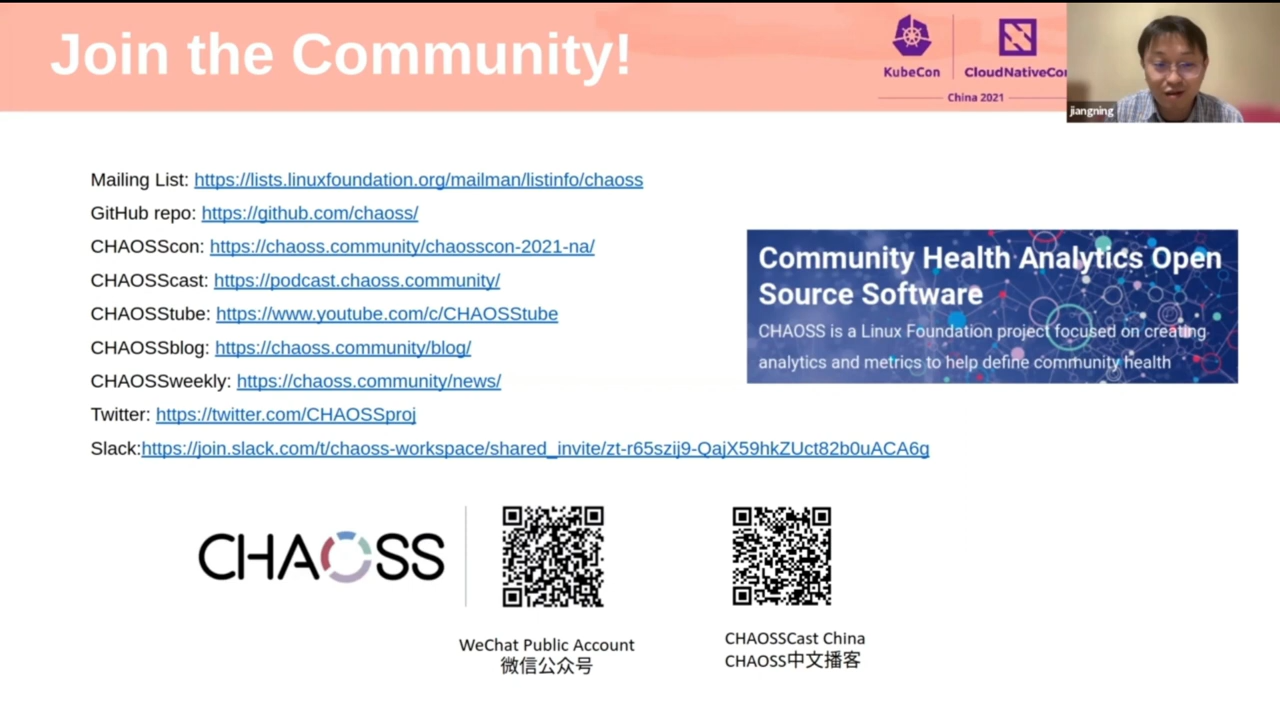 Join the Community!
KubeCon
CloudNativeCon
China 2021
jiangning
Mailing List: https://lists.linuxfoundation.org/mailman/listinfo/chaoss
GitHub repo: https://github.com/chaoss/
CHAOSScon: https://chaoss.community/chaosscon-2021-na/
CHAOSScast: https://podcast.chaoss.community/
CHAOSStube: https://www.youtube.com/c/CHAOSStube
CHAOSSblog: https://chaoss.community/blog/
CHAOSSweekly: https://chaoss.community/news/
Twitter: https://twitter.com/CHAOSSproj
Slack:https://join.slack.com/t/chaoss-workspace/shared_invite/zt-r65szij9-QajX59hkZUct82b0uACA6g
Community Health Analytics Open
Source Software
CHAOSS is a Linux Foundation project focused on creating
analytics and metrics to help define community health
CHAOSS
WeChat Public Account
微信公众号
CHAOSSCast China
CHAOSS中文播客